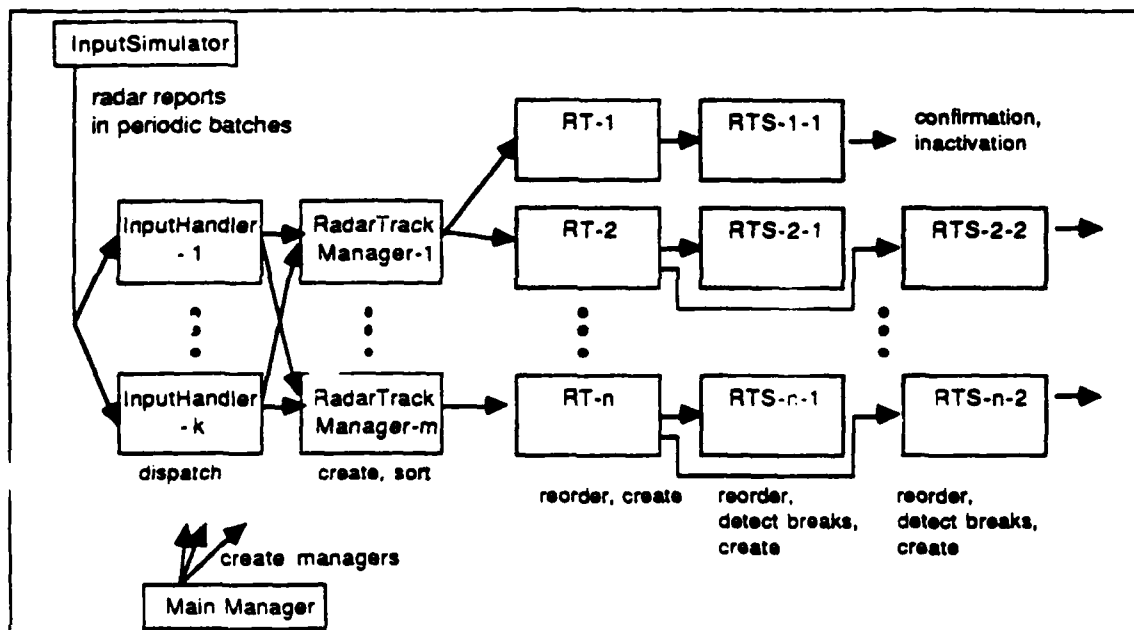 InputSimulator
radar reports
in periodic batches
RT-1
RTS-1-1
confirmation,
inactivation
InputHandler
- 1
RadarTrack
Manager-1
RT-2
RTS-2-1
RTS-2-2
InputHandler
- k
RadarTrack
Manager-m
RT-n
RTS-n-1
RTS-n-2
dispatch
create, sort
reorder, create
reorder,
detect breaks,
create
reorder,
detect breaks,
create
create managers
Main Manager